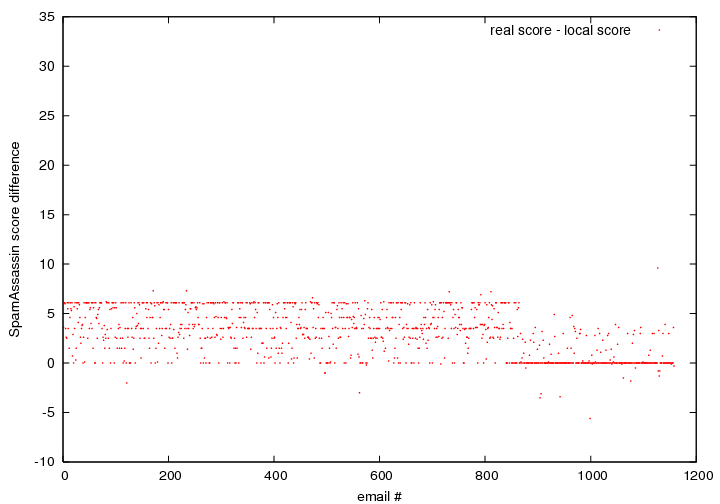 35
30
25
20
15
10
5
0
-5
-10
SpamAssassin score difference
real score - local score
0 200 400 600 800 1000 1200
email #